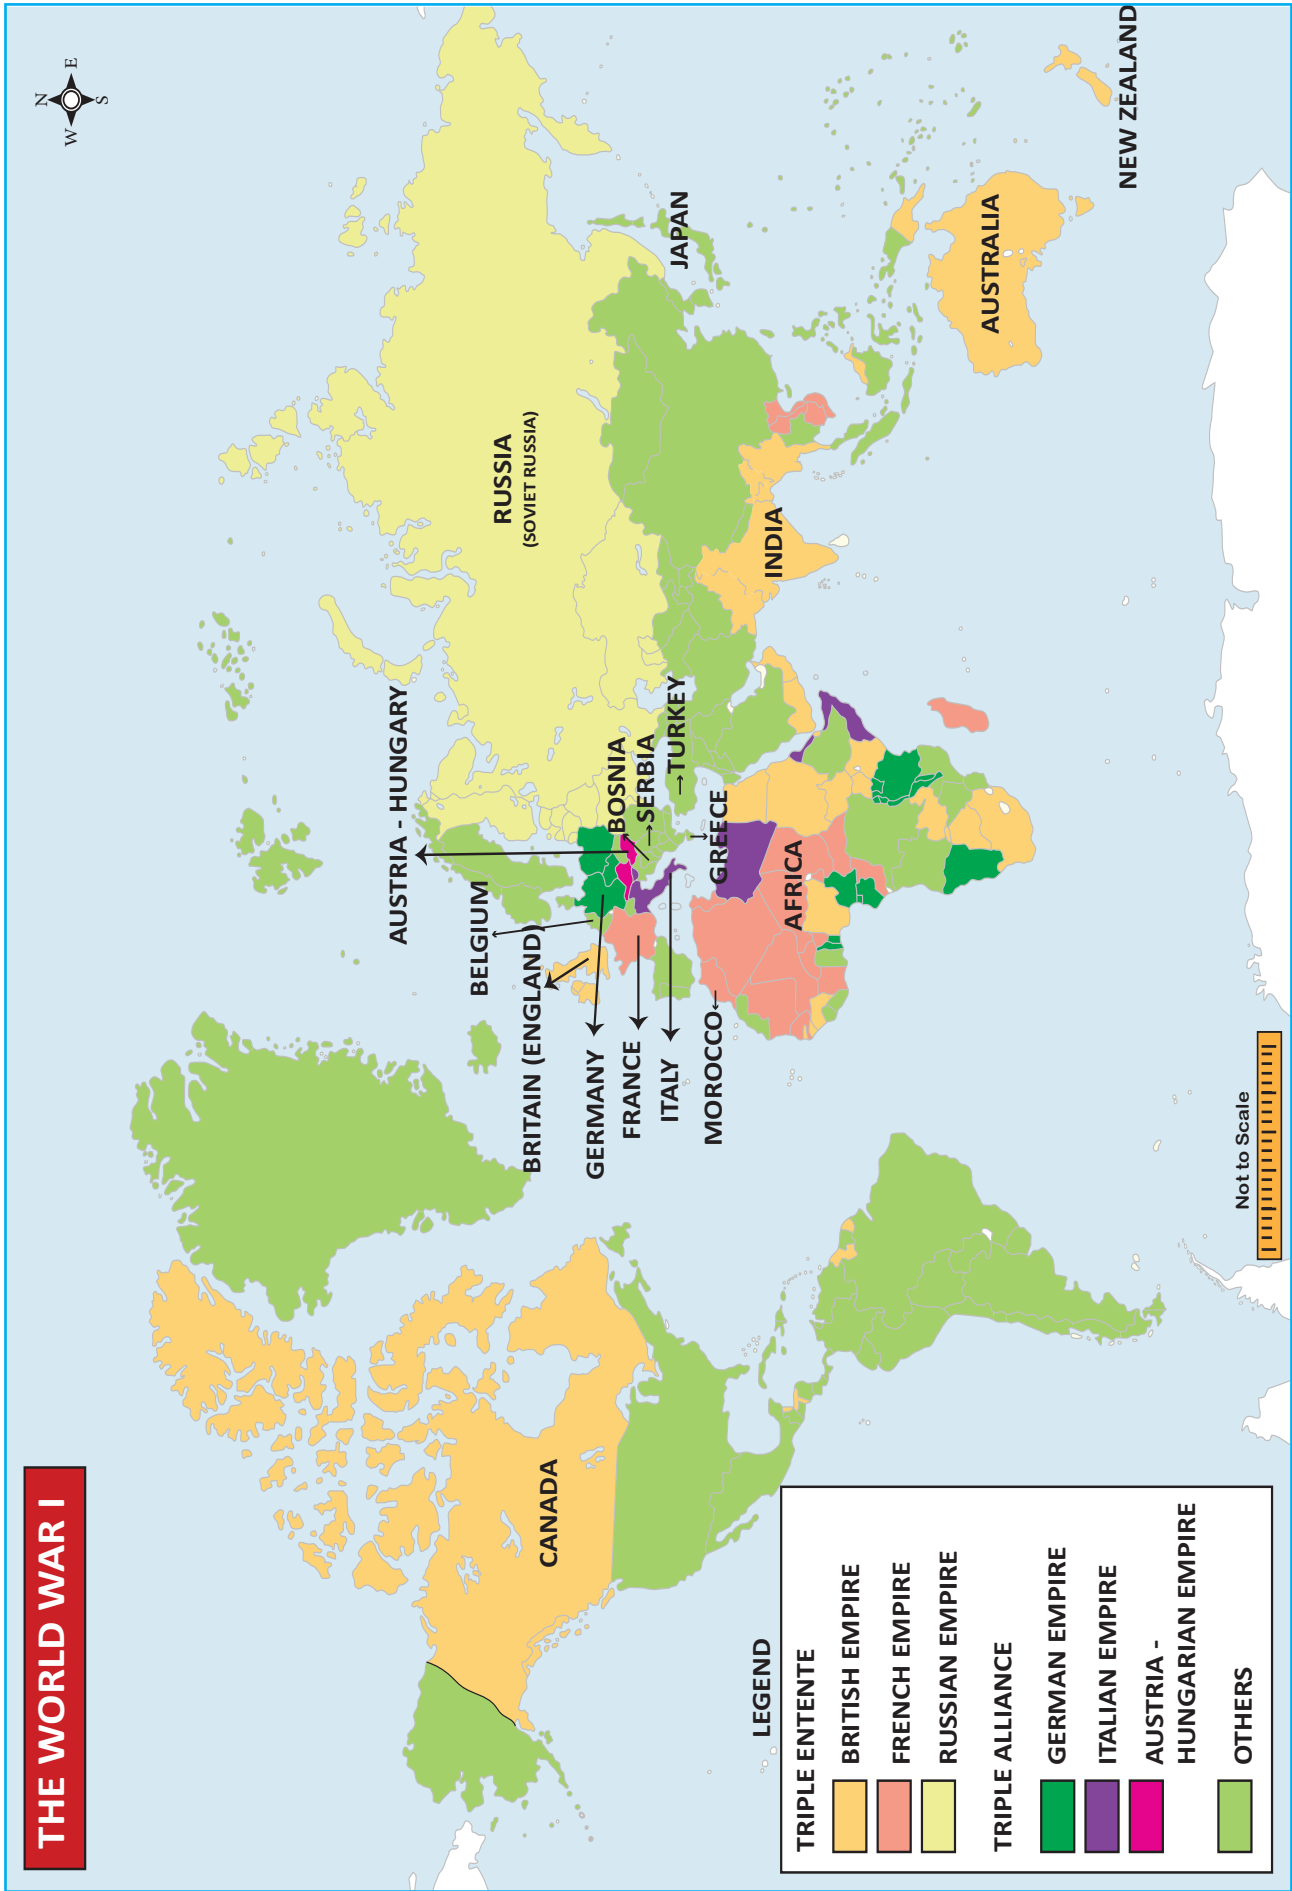 THE WORLD WAR I
N
W
E
S
AUSTRIA - HUNGARY
BELGIUM
BRITAIN (ENGLAND)
GERMANY
FRANCE
ITALY
MOROCCO
BOSNIA
SERBIA
TURKEY
GREECE
RUSSIA
(SOVIET RUSSIA)
JAPAN
INDIA
AFRICA
CANADA
AUSTRALIA
NEW ZEALAND
LEGEND
TRIPLE ENTENTE
BRITISH EMPIRE
FRENCH EMPIRE
RUSSIAN EMPIRE
TRIPLE ALLIANCE
GERMAN EMPIRE
ITALIAN EMPIRE
AUSTRIA -
HUNGARIAN EMPIRE
OTHERS
Not to Scale